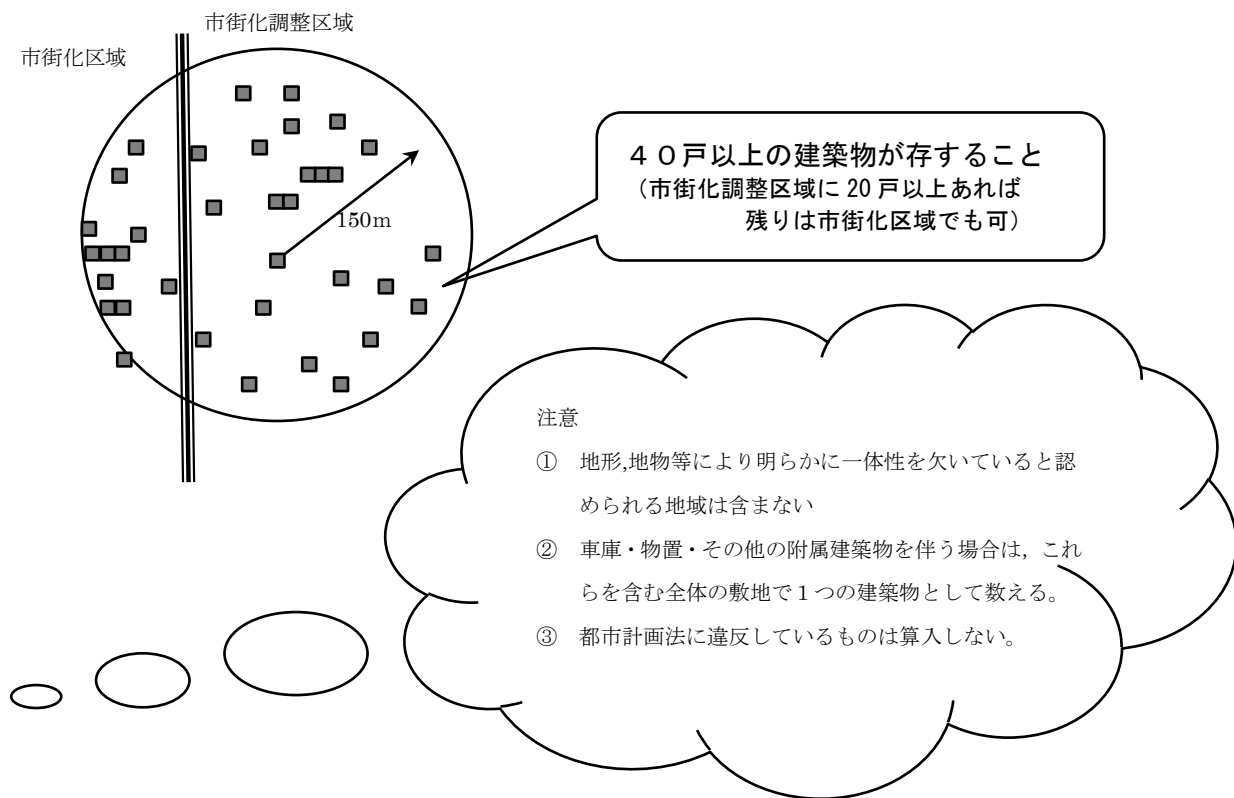 市街化調整区域
市街化区域
４０戸以上の建築物が存すること
（市街化調整区域に 20 戸以上あれば
残りは市街化区域でも可）
150m
注意
① 地形,地物等により明らかに一体性を欠いていると認
められる地域は含まない
② 車庫・物置・その他の附属建築物を伴う場合は，これ
らを含む全体の敷地で１つの建築物として数える。
③ 都市計画法に違反しているものは算入しない。